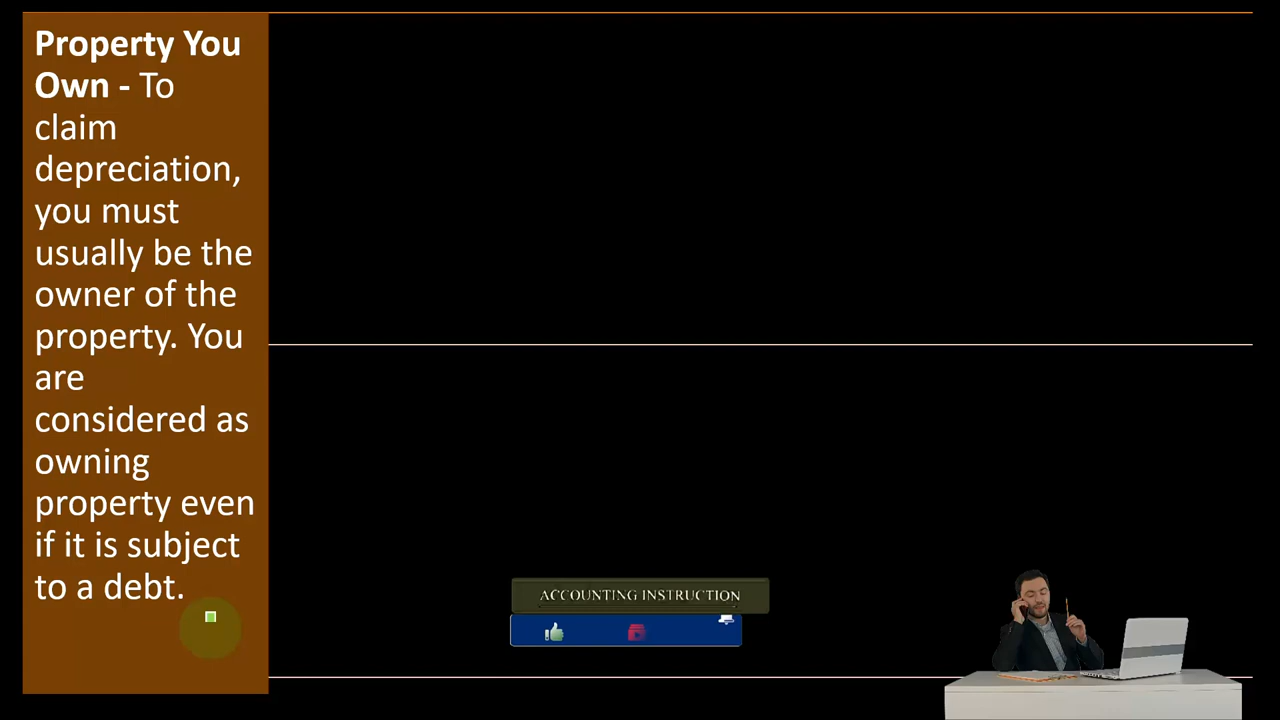 Property You
Own - To
claim
depreciation,
you must
usually be the
owner of the
property. You
are
considered as
owning
property even
if it is subject
to a debt.
ACCOUNTING INSTRUCTION